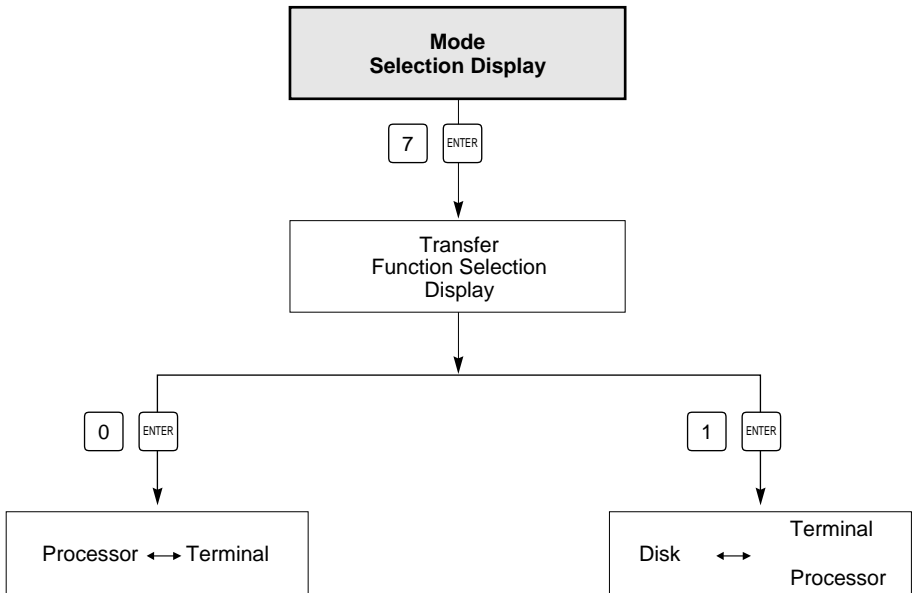 Mode
Selection Display
7 ENTER
Transfer
Function Selection
Display
0 ENTER
1 ENTER
Processor ↔ Terminal
Disk ↔ Terminal
Processor